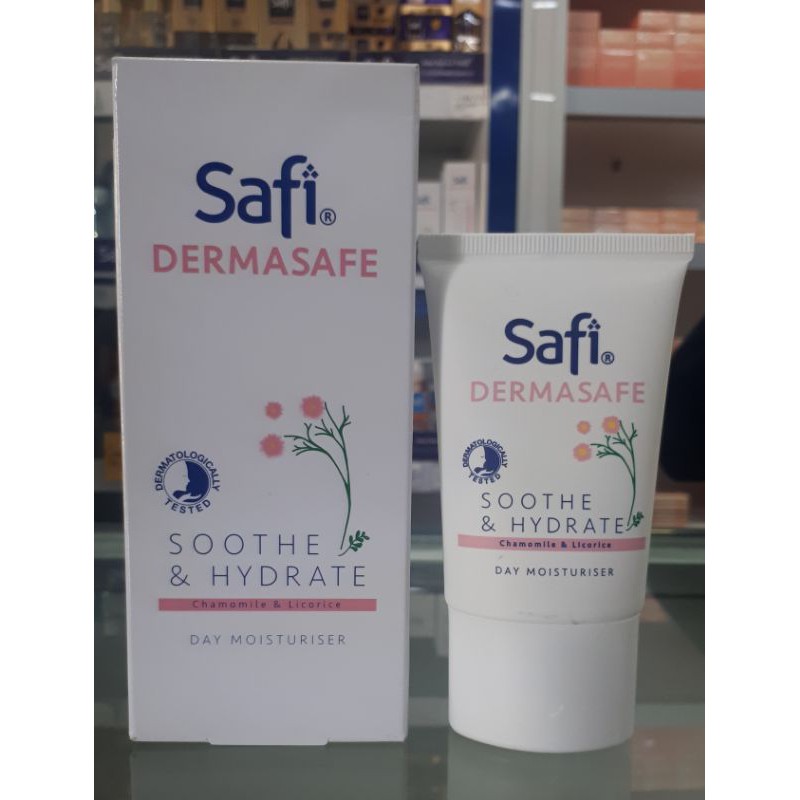 Safi®
DERMASAFE
DERMATOLOGICALLY
TESTED
SOOTHE
& HYDRATE
Chamomile & Licorice
DAY MOISTURISER
Safi®
DERMASAFE
DERMATOLOGICALLY
TESTED
SOOTHE
& HYDRATE
Chamomile & Licorice
DAY MOISTURISER